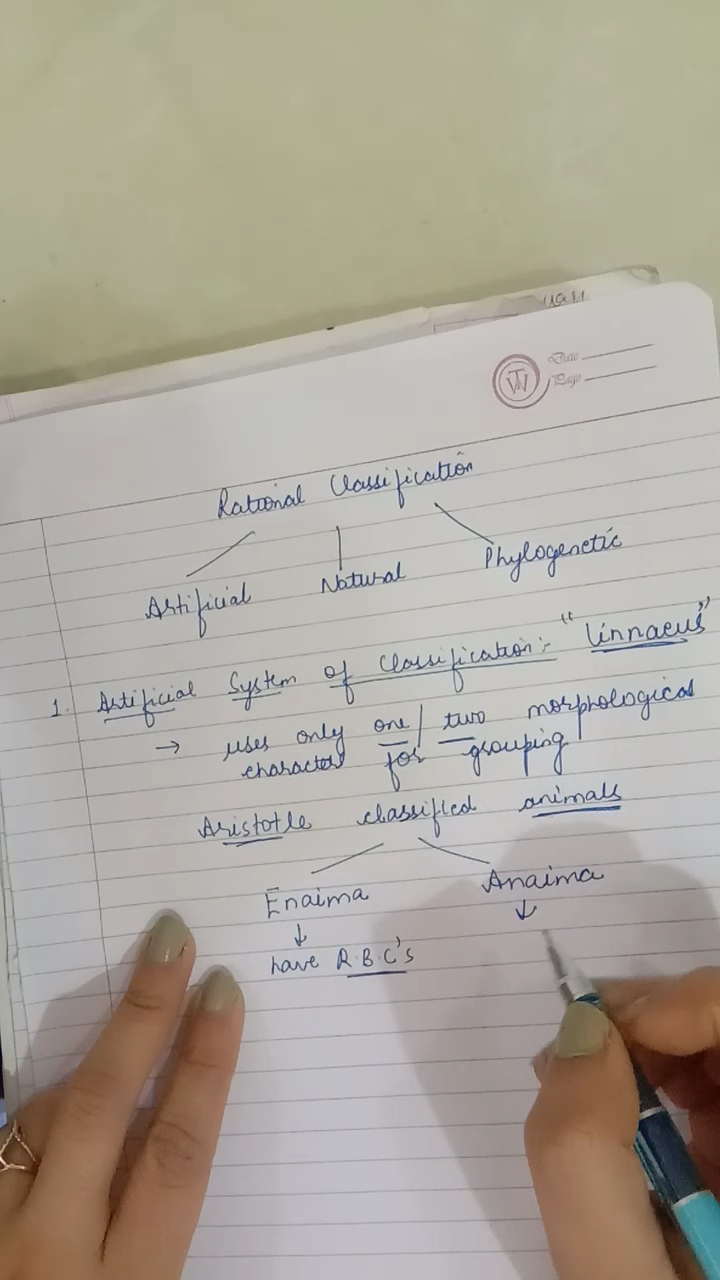 Date
Page
Rational Classification
Artificial Natural Phylogenetic
1. Artificial System of Classification:- "Linnaeus"
→ uses only one/two morphological
characters for grouping
Aristotle classified animals
Enaima Anaima
↓ ↓
have R.B.C's